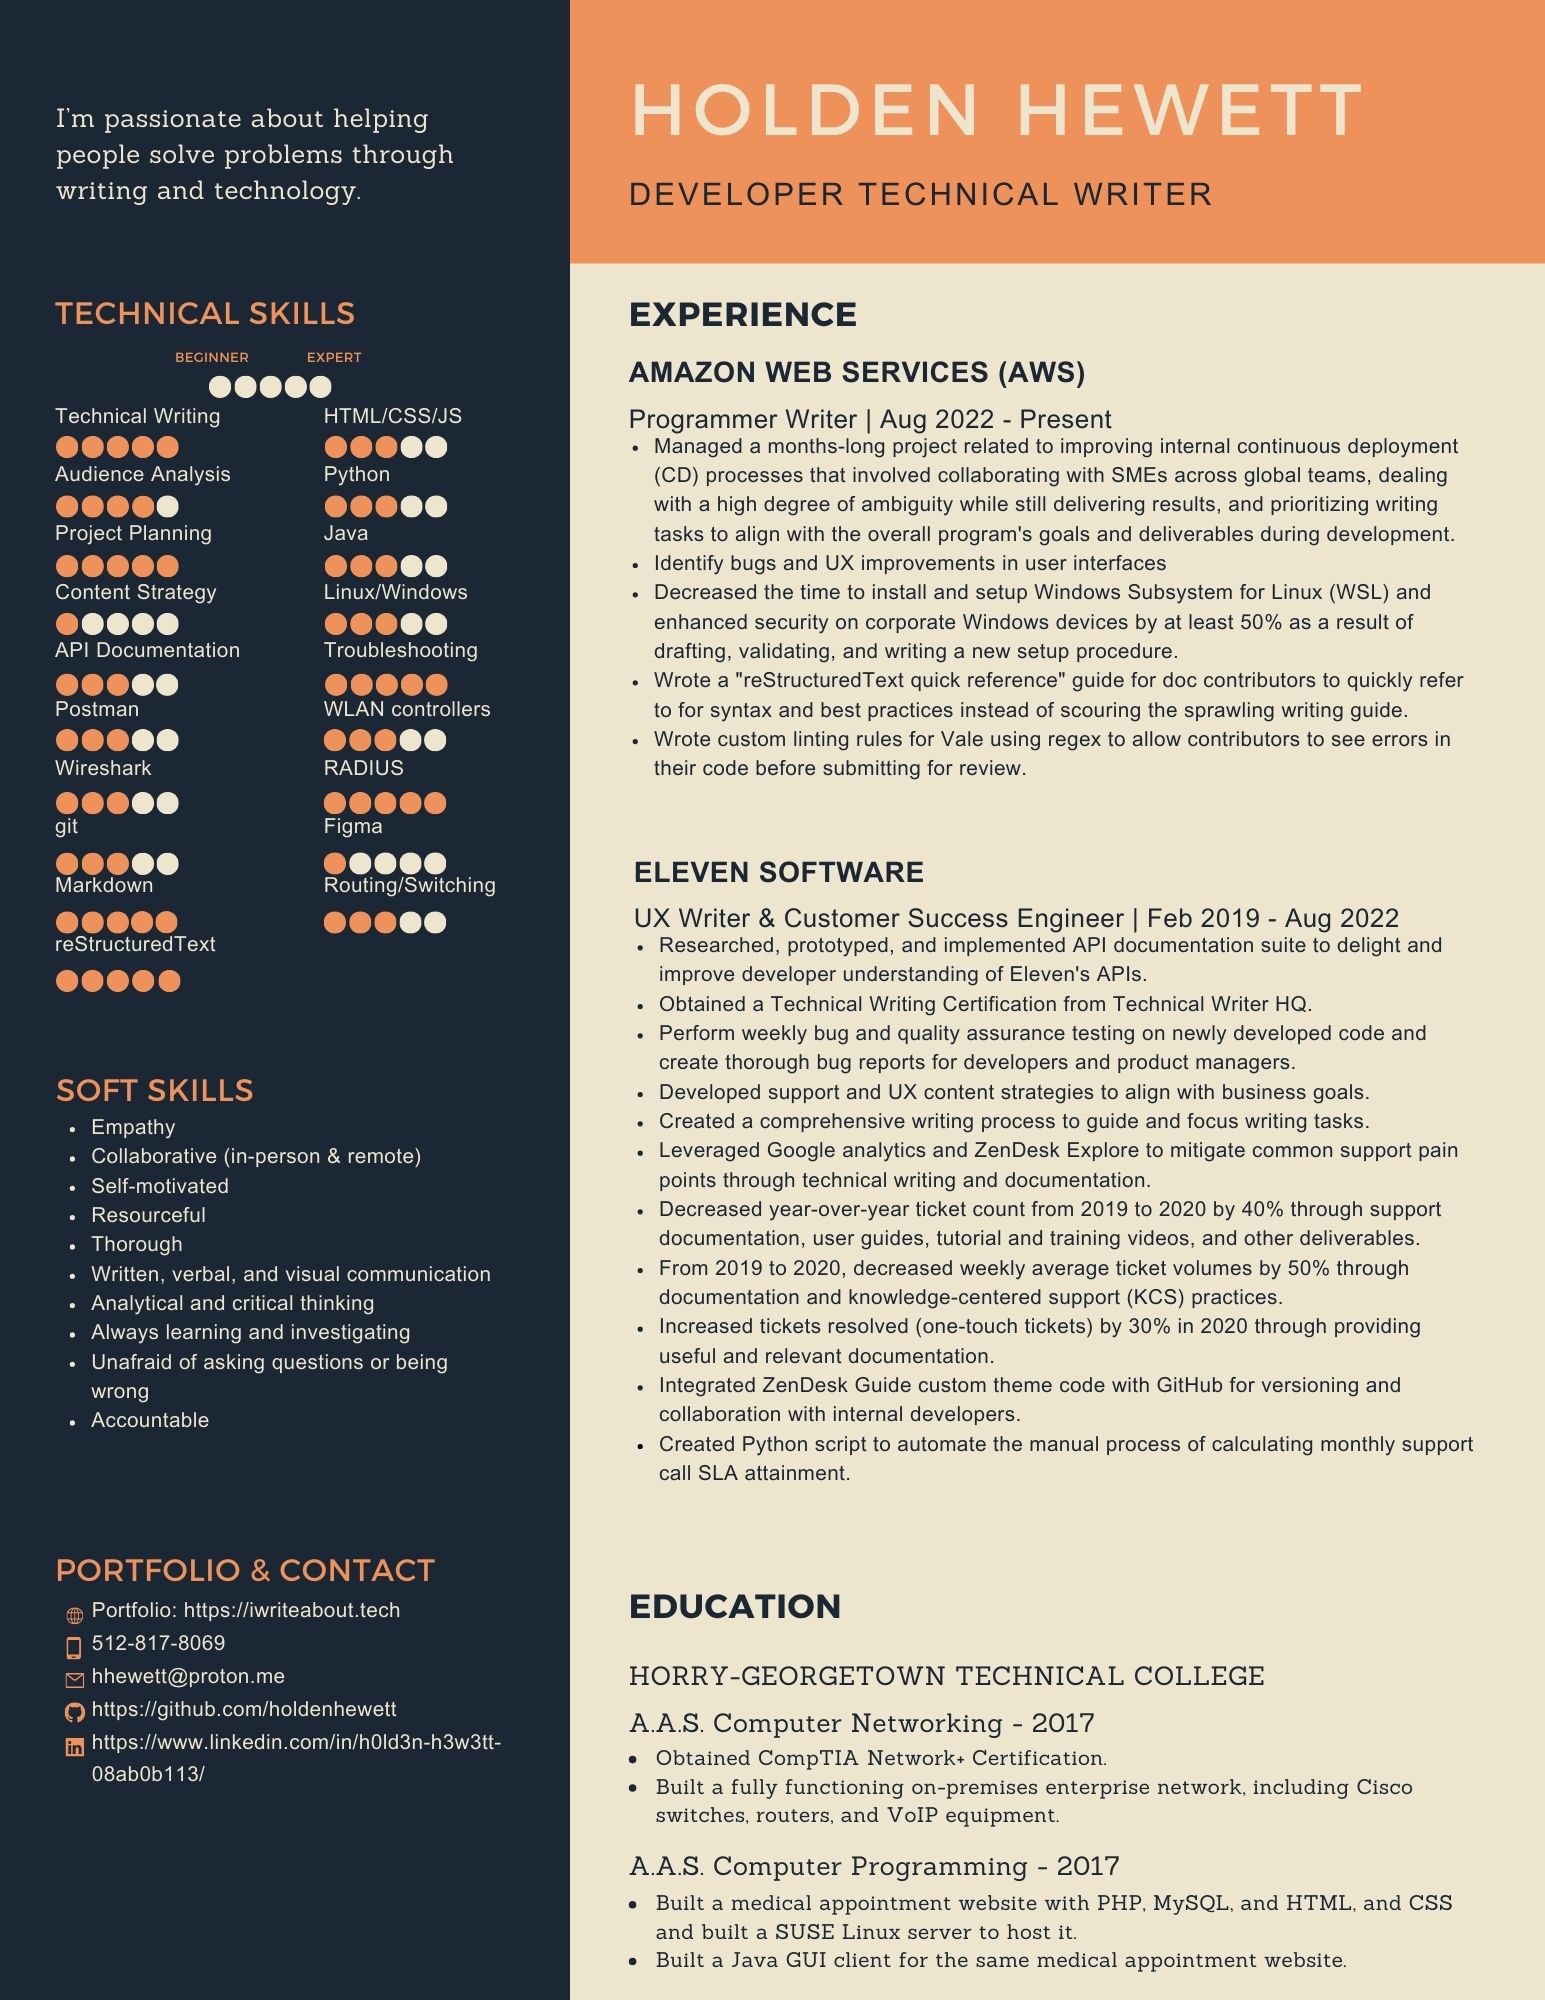 I'm passionate about helping
people solve problems through
writing and technology.
TECHNICAL SKILLS
BEGINNER EXPERT
Technical Writing
Audience Analysis
Project Planning
Content Strategy
API Documentation
Postman
Wireshark
git
Markdown
reStructuredText
HTML/CSS/JS
Python
Java
Linux/Windows
Troubleshooting
WLAN controllers
RADIUS
Figma
Routing/Switching
SOFT SKILLS
• Empathy
• Collaborative (in-person & remote)
• Self-motivated
• Resourceful
• Thorough
• Written, verbal, and visual communication
• Analytical and critical thinking
• Always learning and investigating
• Unafraid of asking questions or being
wrong
• Accountable
PORTFOLIO & CONTACT
Portfolio: https://iwriteabout.tech
512-817-8069
hhewett@proton.me
https://github.com/holdenhewett
https://www.linkedin.com/in/h0ld3n-h3w3tt-
08ab0b113/
HOLDEN HEWETT
DEVELOPER TECHNICAL WRITER
EXPERIENCE
AMAZON WEB SERVICES (AWS)
Programmer Writer | Aug 2022 - Present
• Managed a months-long project related to improving internal continuous deployment
(CD) processes that involved collaborating with SMEs across global teams, dealing
with a high degree of ambiguity while still delivering results, and prioritizing writing
tasks to align with the overall program's goals and deliverables during development.
• Identify bugs and UX improvements in user interfaces
• Decreased the time to install and setup Windows Subsystem for Linux (WSL) and
enhanced security on corporate Windows devices by at least 50% as a result of
drafting, validating, and writing a new setup procedure.
• Wrote a "reStructuredText quick reference" guide for doc contributors to quickly refer
to for syntax and best practices instead of scouring the sprawling writing guide.
• Wrote custom linting rules for Vale using regex to allow contributors to see errors in
their code before submitting for review.
ELEVEN SOFTWARE
UX Writer & Customer Success Engineer | Feb 2019 - Aug 2022
• Researched, prototyped, and implemented API documentation suite to delight and
improve developer understanding of Eleven's APIs.
• Obtained a Technical Writing Certification from Technical Writer HQ.
• Perform weekly bug and quality assurance testing on newly developed code and
create thorough bug reports for developers and product managers.
• Developed support and UX content strategies to align with business goals.
• Created a comprehensive writing process to guide and focus writing tasks.
• Leveraged Google analytics and ZenDesk Explore to mitigate common support pain
points through technical writing and documentation.
• Decreased year-over-year ticket count from 2019 to 2020 by 40% through support
documentation, user guides, tutorial and training videos, and other deliverables.
• From 2019 to 2020, decreased weekly average ticket volumes by 50% through
documentation and knowledge-centered support (KCS) practices.
• Increased tickets resolved (one-touch tickets) by 30% in 2020 through providing
useful and relevant documentation.
• Integrated ZenDesk Guide custom theme code with GitHub for versioning and
collaboration with internal developers.
• Created Python script to automate the manual process of calculating monthly support
call SLA attainment.
EDUCATION
HORRY-GEORGETOWN TECHNICAL COLLEGE
A.A.S. Computer Networking - 2017
• Obtained CompTIA Network+ Certification.
• Built a fully functioning on-premises enterprise network, including Cisco
switches, routers, and VoIP equipment.
A.A.S. Computer Programming - 2017
• Built a medical appointment website with PHP, MySQL, and HTML, and CSS
and built a SUSE Linux server to host it.
• Built a Java GUI client for the same medical appointment website.